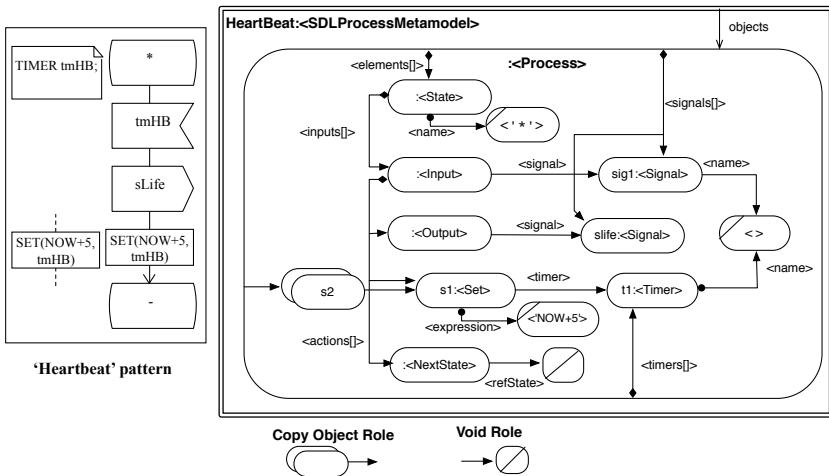 TIMER tmHB;
*
tmHB
sLife
SET(NOW+5,
tmHB)
SET(NOW+5,
tmHB)
-
'Heartbeat' pattern
HeartBeat:<SDLProcessMetamodel>
objects
<elements[]>
:<Process>
:<State>
<signals[]>
<inputs[]>
<name>
<'*'>
:<Input>
<signal>
sig1:<Signal>
<name>
:<Output>
<signal>
slife:<Signal>
<>
s2
s1:<Set>
<timer>
t1:<Timer>
<name>
<expression>
<'NOW+5'>
<actions[]>
:<NextState>
<refState>
<timers[]>
Copy Object Role
Void Role